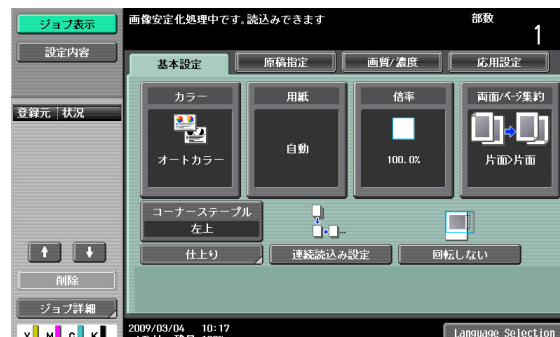 ジョブ表示
設定内容
登録元 状況
削除
ジョブ詳細
Y M C K
画像安定化処理中です。読込みできます
部数
1
基本設定
原稿指定
画質/濃度
応用設定
カラー
オートカラー
用紙
自動
倍率
100.0%
両面/ページ集約
片面>片面
コーナーステープル
左上
仕上り
連続読込み設定
回転しない
2009/03/04 10:17
Language Selection